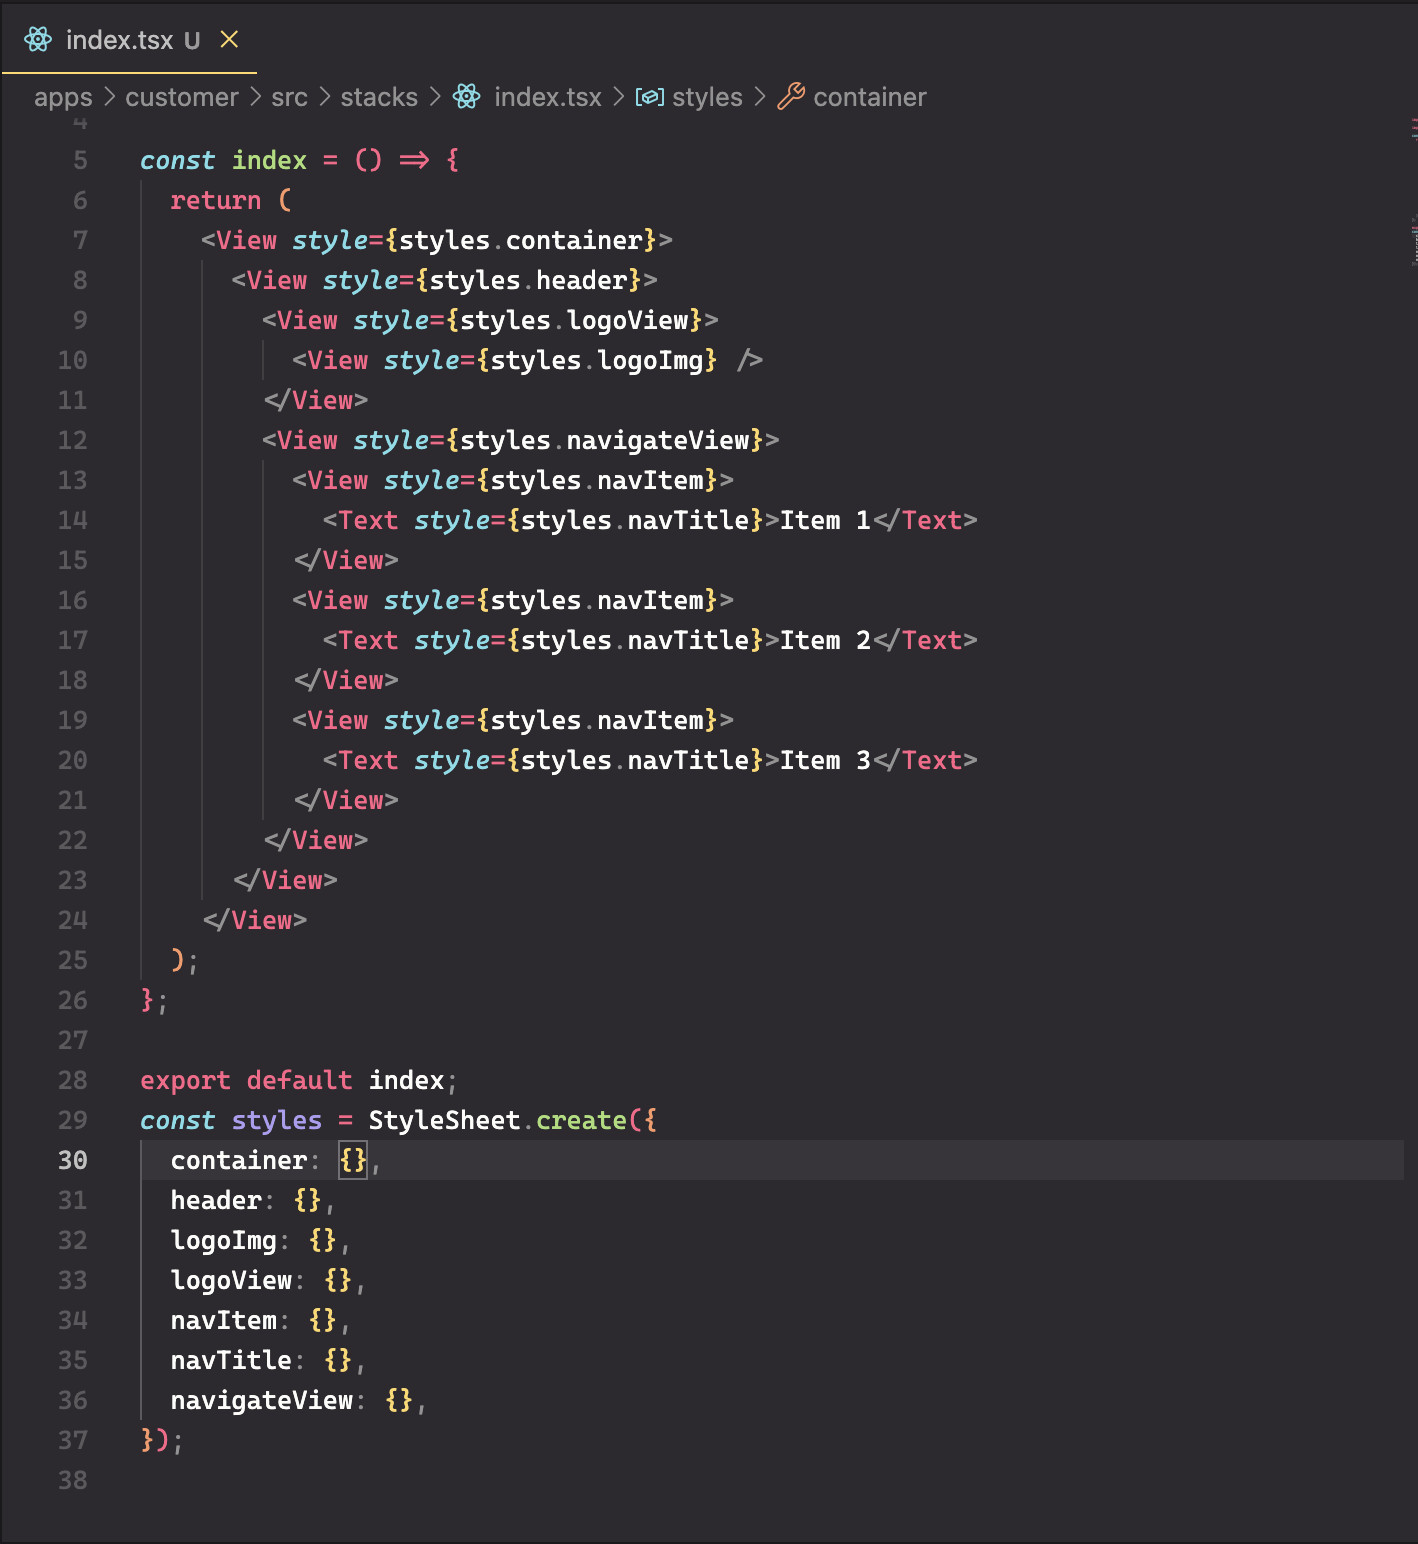 index.tsx U
apps > customer > src > stacks > index.tsx > styles > container
4
5 const index = () => {
6   return (
7     <View style={styles.container}>
8       <View style={styles.header}>
9         <View style={styles.logoView}>
10           <View style={styles.logoImg} />
11         </View>
12         <View style={styles.navigateView}>
13           <View style={styles.navItem}>
14             <Text style={styles.navTitle}>Item 1</Text>
15           </View>
16           <View style={styles.navItem}>
17             <Text style={styles.navTitle}>Item 2</Text>
18           </View>
19           <View style={styles.navItem}>
20             <Text style={styles.navTitle}>Item 3</Text>
21           </View>
22         </View>
23       </View>
24     </View>
25   );
26 };
27
28 export default index;
29 const styles = StyleSheet.create({
30   container: {},
31   header: {},
32   logoImg: {},
33   logoView: {},
34   navItem: {},
35   navTitle: {},
36   navigateView: {},
37 });
38